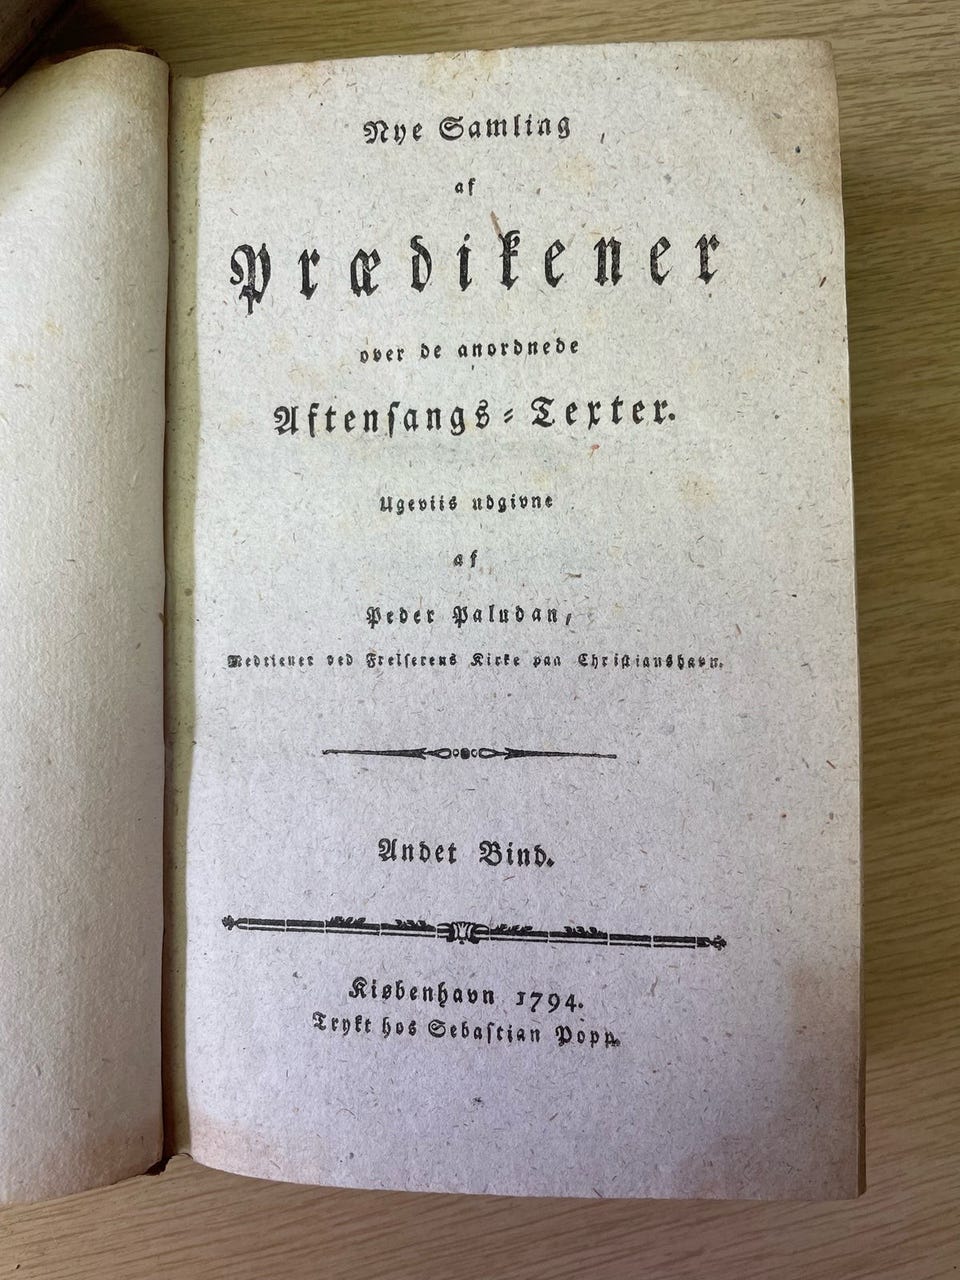 Nye Samling
af
Prædikener
over de anordnede
Aftensangs-Texter.
Ugeviis udgivne
af
Peder Paludan,
Medtiener ved Freiserens Kirke paa Christianshavn.
Andet Bind.
Kiøbenhavn 1794.
Trykt hos Sebastian Popp.